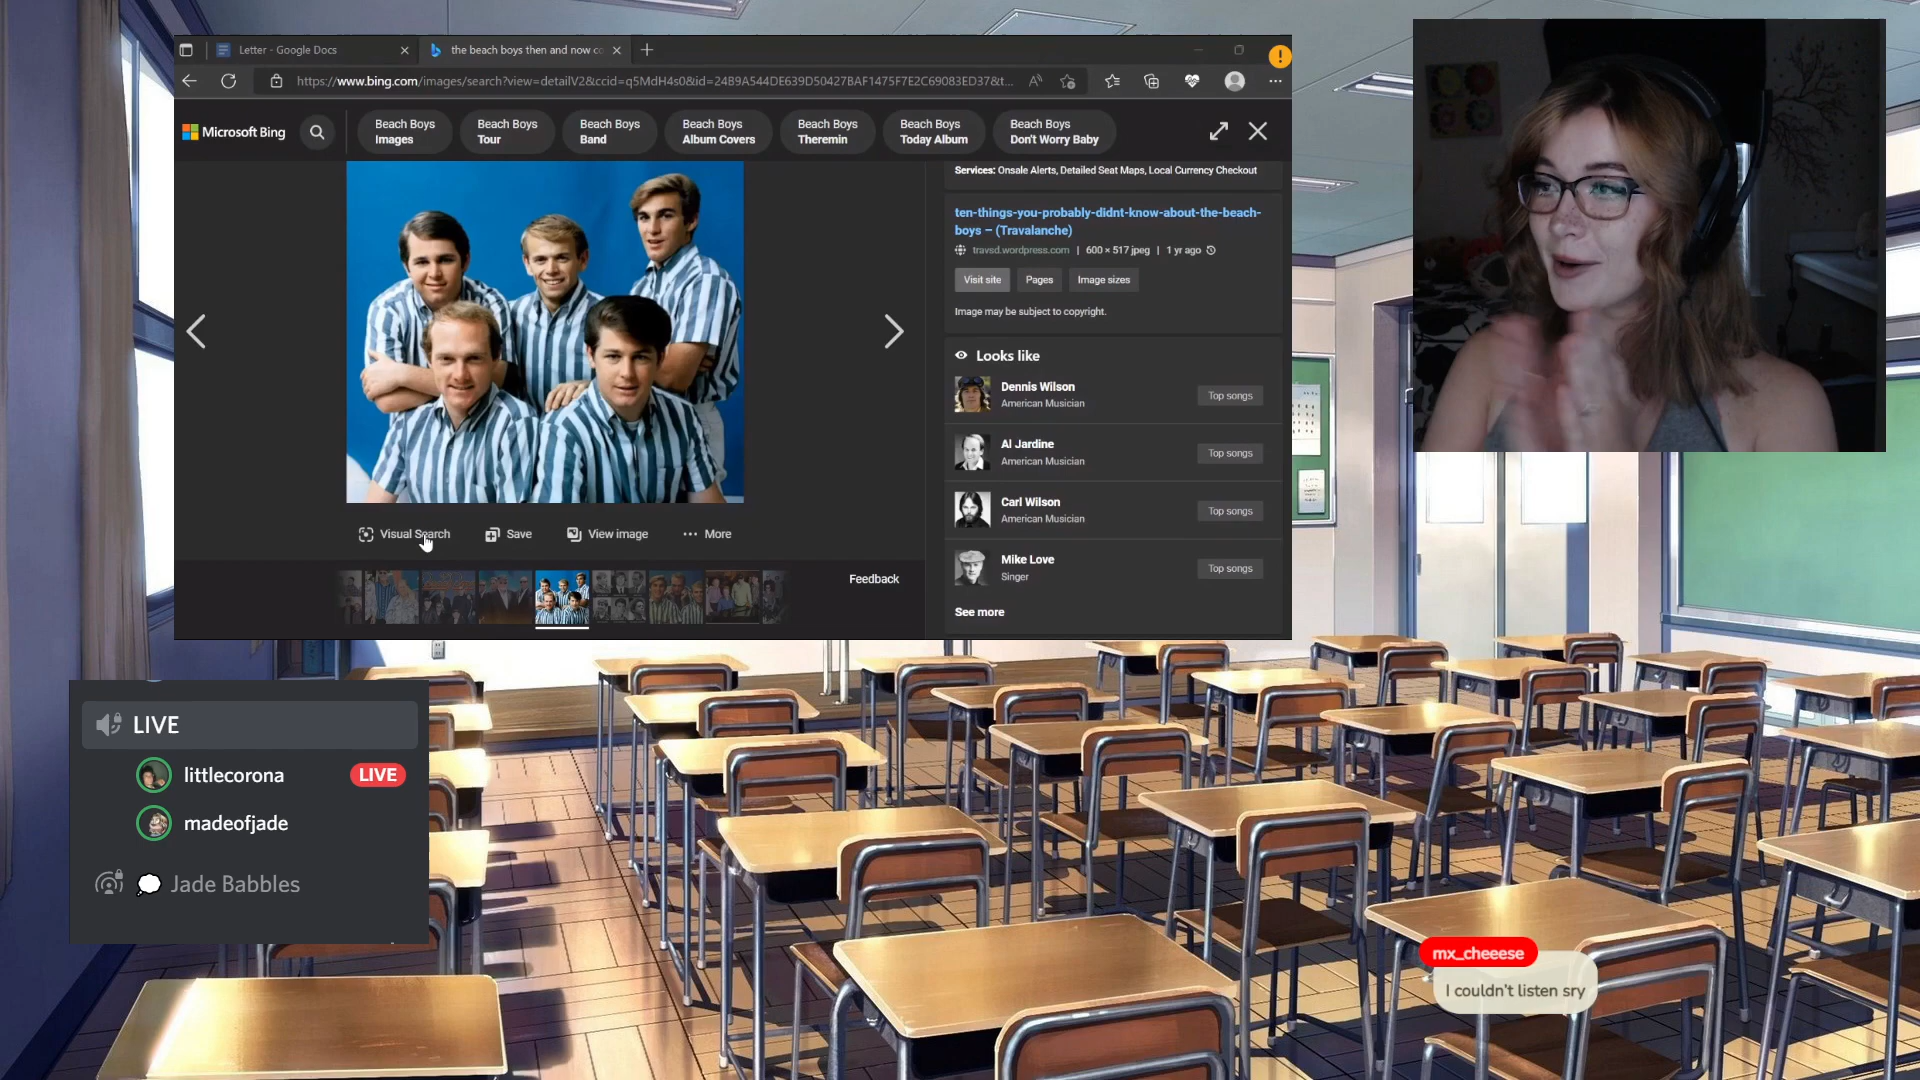 Letter - Google Docs
the beach boys then and now co
https://www.bing.com/images/search?view=detailV2&ccid=q5MdH4s0&id=24B9A544DE639D50427BAF1475F7E2C69083ED37&t...
Microsoft Bing
Beach Boys
Images
Beach Boys
Tour
Beach Boys
Band
Beach Boys
Album Covers
Beach Boys
Theremin
Beach Boys
Today Album
Beach Boys
Don't Worry Baby
Services: Onsale Alerts, Detailed Seat Maps, Local Currency Checkout
ten-things-you-probably-didnt-know-about-the-beach-
boys – (Travalanche)
travsd.wordpress.com | 600 × 517 jpeg | 1 yr ago
Visit site
Pages
Image sizes
Image may be subject to copyright.
Looks like
Dennis Wilson
American Musician
Top songs
Al Jardine
American Musician
Top songs
Carl Wilson
American Musician
Top songs
Mike Love
Singer
Top songs
See more
Visual Search
Save
View image
More
Feedback
LIVE
littlecorona
LIVE
madeofjade
Jade Babbles
mx_cheeese
I couldn't listen sry